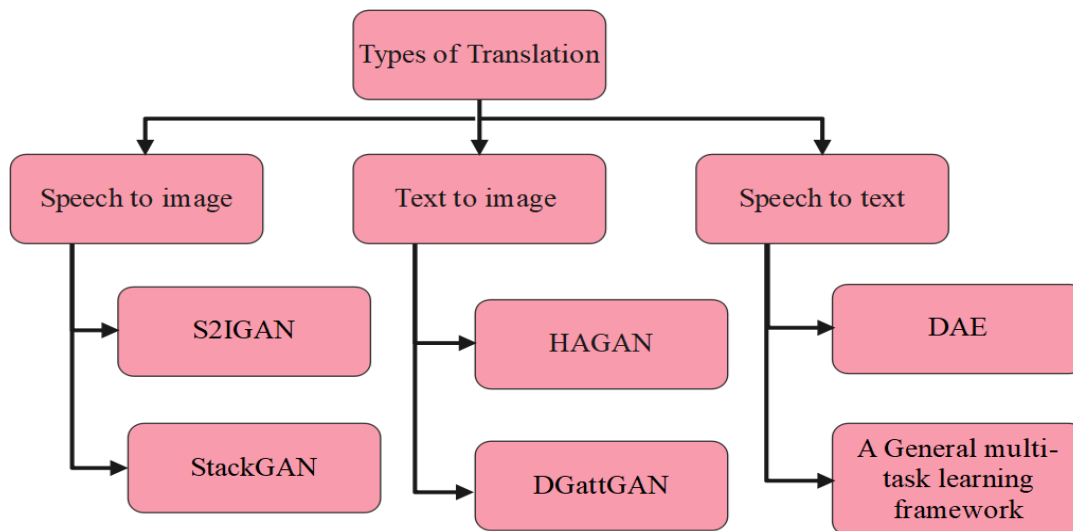 Types of Translation
Speech to image
Text to image
Speech to text
S2IGAN
HAGAN
DAE
StackGAN
DGattGAN
A General multi-
task learning
framework